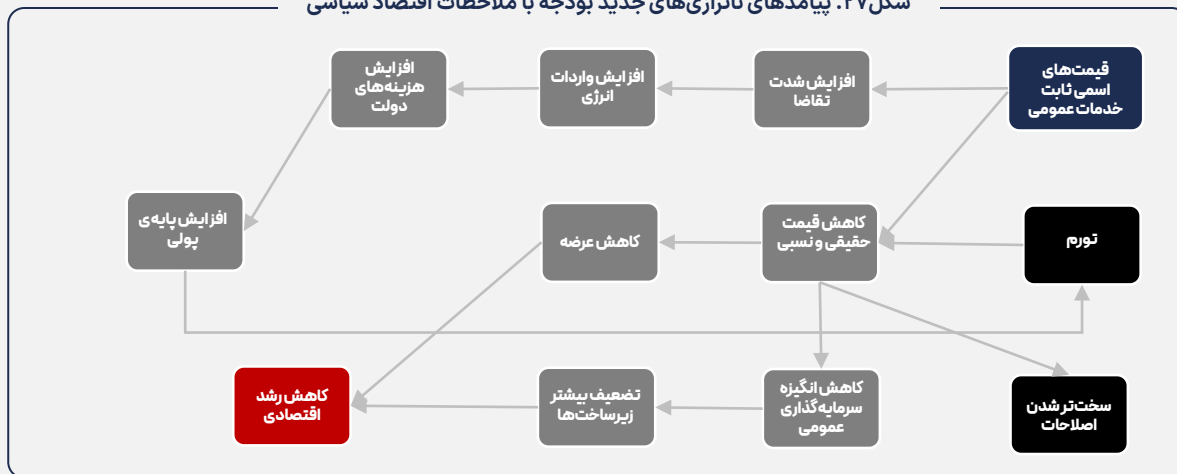 شکل۲۷. پیامدهای ناترازی‌های جدید بودجه با ملاحظات اقتصاد سیاسی
قیمت‌های
اسمی ثابت
خدمات عمومی
افزایش شدت
تقاضا
افزایش واردات
انرژی
افزایش
هزینه‌های
دولت
تورم
کاهش قیمت
حقیقی و نسبی
کاهش عرضه
افزایش پایه‌ی
پولی
سخت‌تر شدن
اصلاحات
کاهش انگیزه
سرمایه‌گذاری
عمومی
تضعیف بیشتر
زیرساخت‌ها
کاهش رشد
اقتصادی